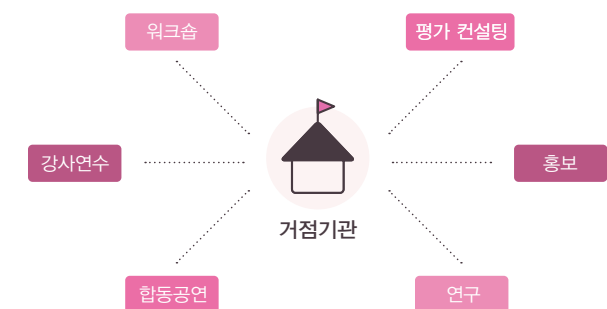 워크숍
평가 컨설팅
강사연수
홍보
거점기관
합동공연
연구